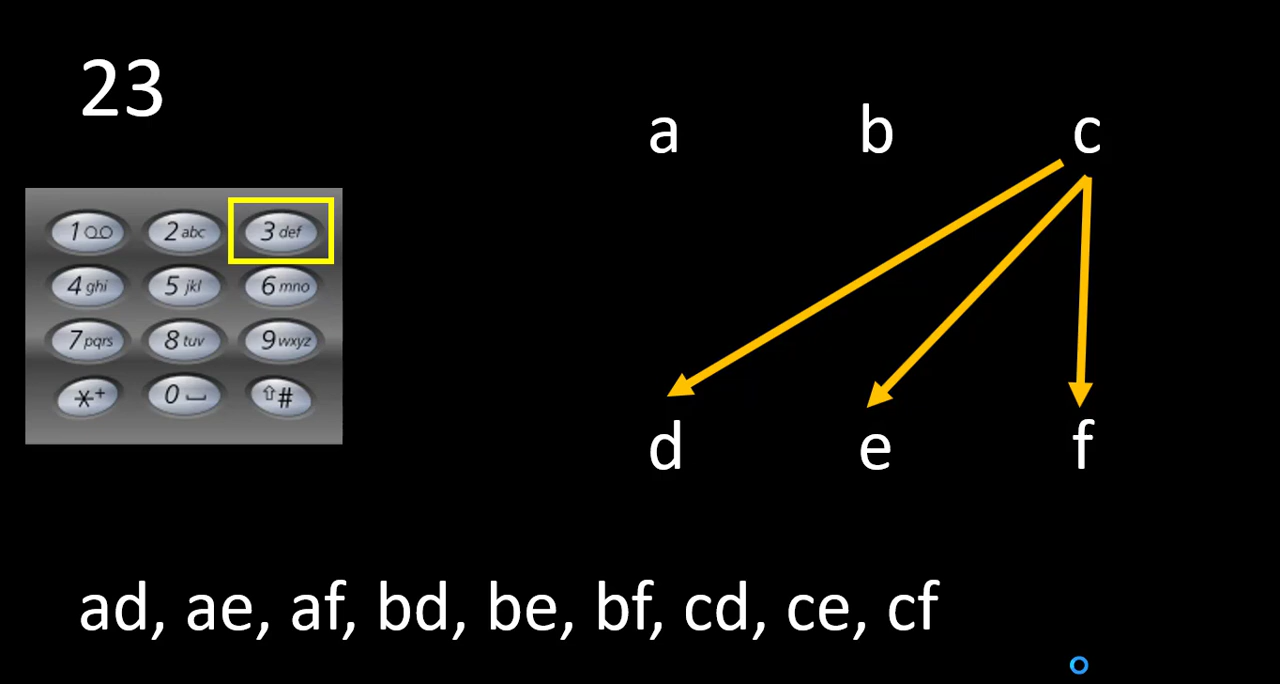 23
a b c
1
2 abc
3 def
4 ghi
5 jkl
6 mno
7 pqrs
8 tuv
9 wxyz
*+
0
⇧#
d e f
ad, ae, af, bd, be, bf, cd, ce, cf